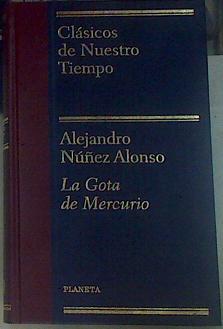 Clásicos
de Nuestro
Tiempo
Alejandro
Núñez Alonso
La Gota
de Mercurio
PLANETA